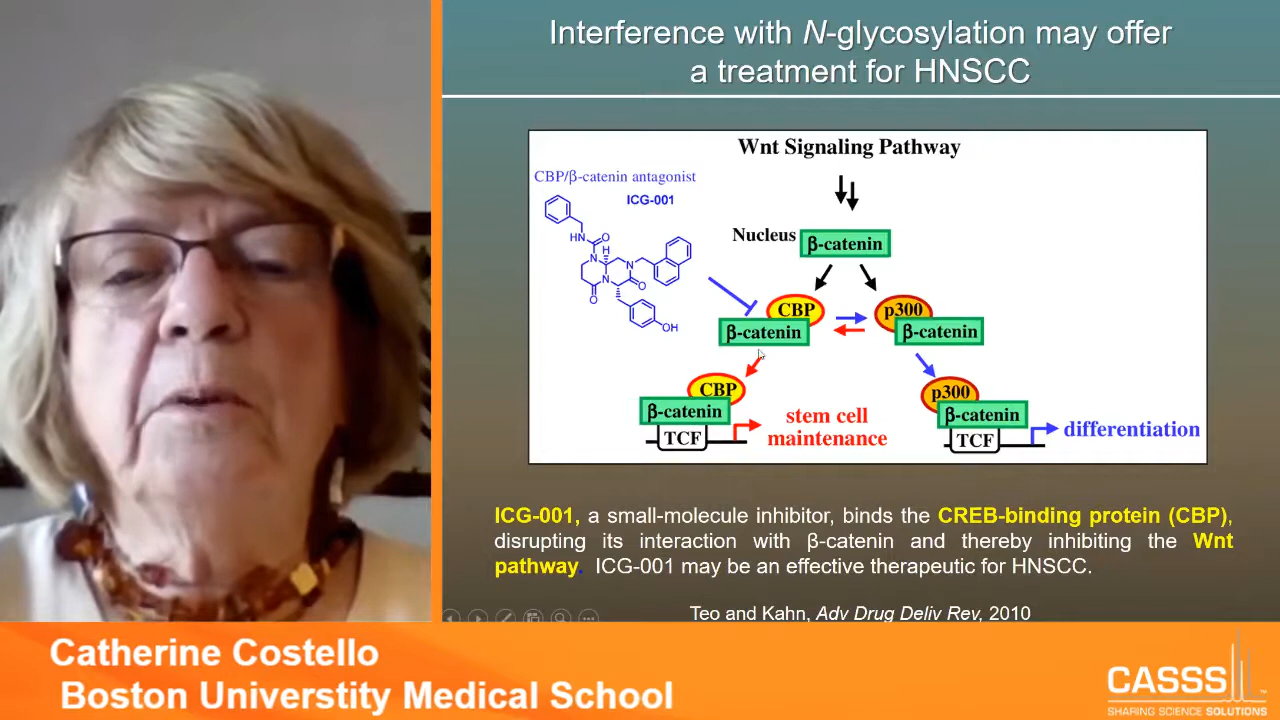 Interference with N-glycosylation may offer
a treatment for HNSCC
Wnt Signaling Pathway
CBP/β-catenin antagonist
ICG-001
HN
O
H
N
N
N
O
O
OH
Nucleus
β-catenin
CBP
β-catenin
p300
β-catenin
CBP
β-catenin
TCF
stem cell
maintenance
p300
β-catenin
TCF
differentiation
ICG-001, a small-molecule inhibitor, binds the CREB-binding protein (CBP),
disrupting its interaction with β-catenin and thereby inhibiting the Wnt
pathway. ICG-001 may be an effective therapeutic for HNSCC.
Teo and Kahn, Adv Drug Deliv Rev, 2010
Catherine Costello
Boston Universtity Medical School
CASSS
SHARING SCIENCE SOLUTIONS